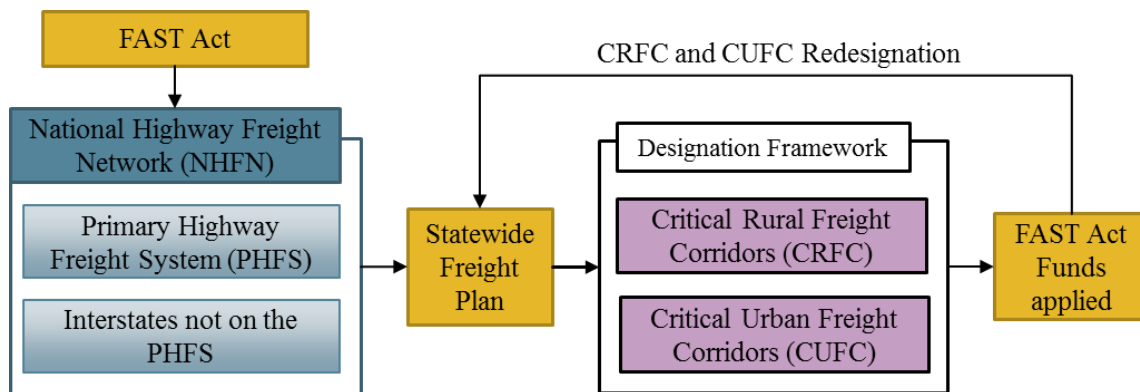 FAST Act
CRFC and CUFC Redesignation
National Highway Freight
Network (NHFN)
Primary Highway
Freight System (PHFS)
Interstates not on the
PHFS
Statewide
Freight
Plan
Designation Framework
Critical Rural Freight
Corridors (CRFC)
Critical Urban Freight
Corridors (CUFC)
FAST Act
Funds
applied